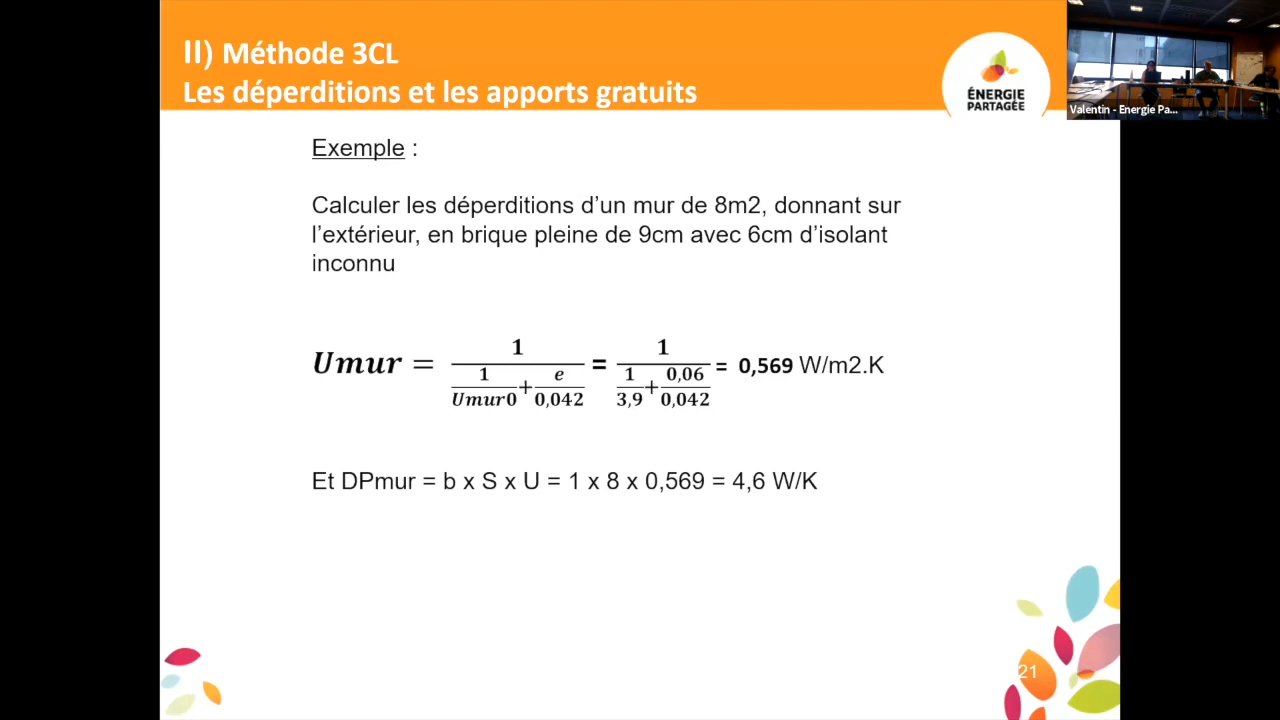 II) Méthode 3CL
Les déperditions et les apports gratuits
ÉNERGIE
PARTAGÉE
Valentin - Energie Pa...
Exemple :
Calculer les déperditions d’un mur de 8m2, donnant sur
l’extérieur, en brique pleine de 9cm avec 6cm d’isolant
inconnu
Umur = 1 / (1/Umur0 + e/0,042) = 1 / (1/3,9 + 0,06/0,042) = 0,569 W/m2.K
Et DPmur = b x S x U = 1 x 8 x 0,569 = 4,6 W/K
21